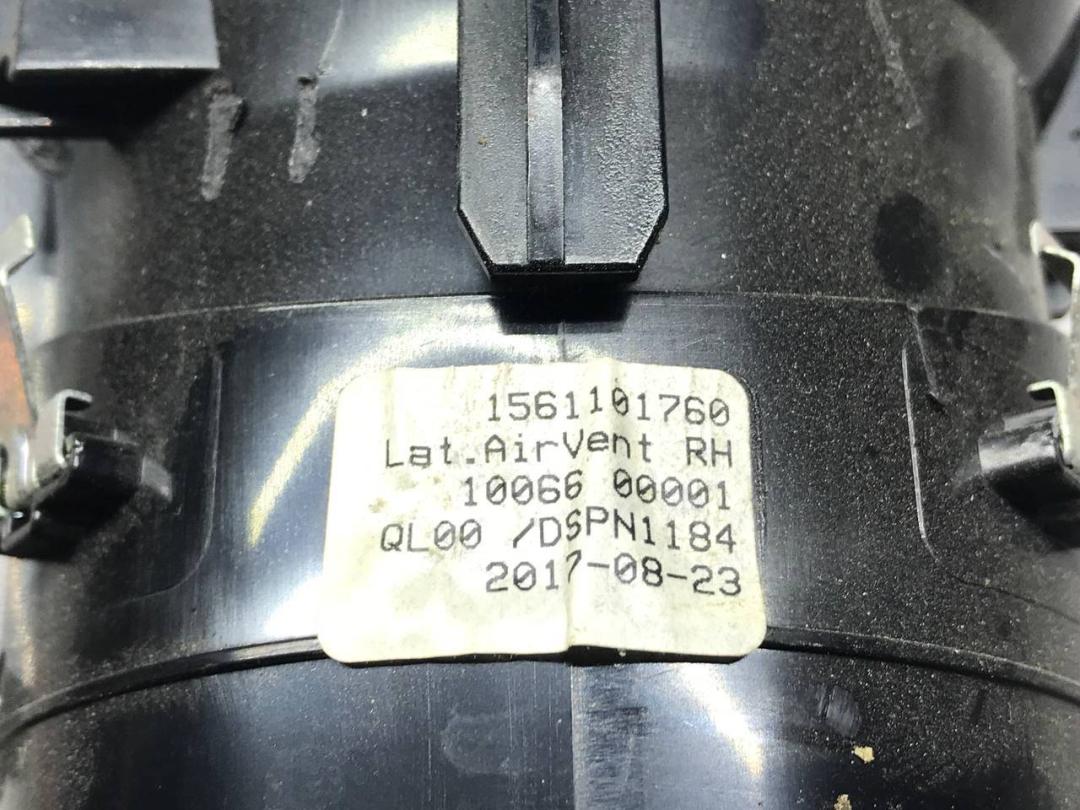 1561101760
Lat.AirVent RH
10066 00001
QL00 /DSPN1184
2017-08-23